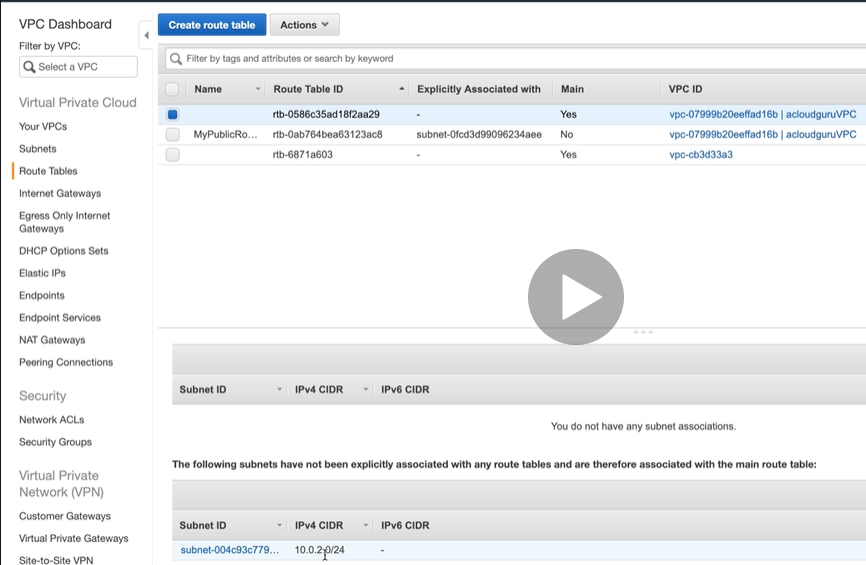 VPC Dashboard
Filter by VPC:
Select a VPC
Virtual Private Cloud
Your VPCs
Subnets
Route Tables
Internet Gateways
Egress Only Internet
Gateways
DHCP Options Sets
Elastic IPs
Endpoints
Endpoint Services
NAT Gateways
Peering Connections
Security
Network ACLs
Security Groups
Virtual Private
Network (VPN)
Customer Gateways
Virtual Private Gateways
Site-to-Site VPN
Create route table Actions
Filter by tags and attributes or search by keyword
Name Route Table ID Explicitly Associated with Main VPC ID
rtb-0586c35ad18f2aa29 - Yes vpc-07999b20eeffad16b | acloudguruVPC
MyPublicRo... rtb-0ab764bea63123ac8 subnet-0fcd3d99096234aee No vpc-07999b20eeffad16b | acloudguruVPC
rtb-6871a603 - Yes vpc-cb3d33a3
Subnet ID IPv4 CIDR IPv6 CIDR
You do not have any subnet associations.
The following subnets have not been explicitly associated with any route tables and are therefore associated with the main route table:
Subnet ID IPv4 CIDR IPv6 CIDR
subnet-004c93c779... 10.0.2.0/24 -